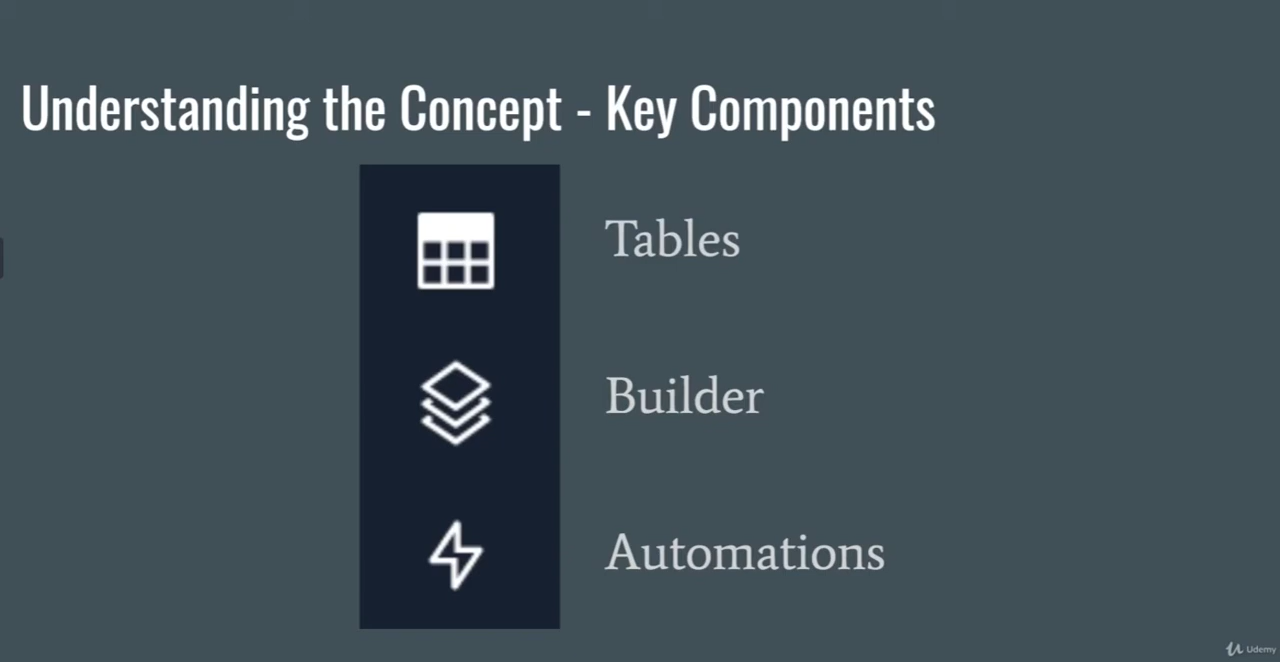 Understanding the Concept - Key Components
Tables
Builder
Automations
Udemy